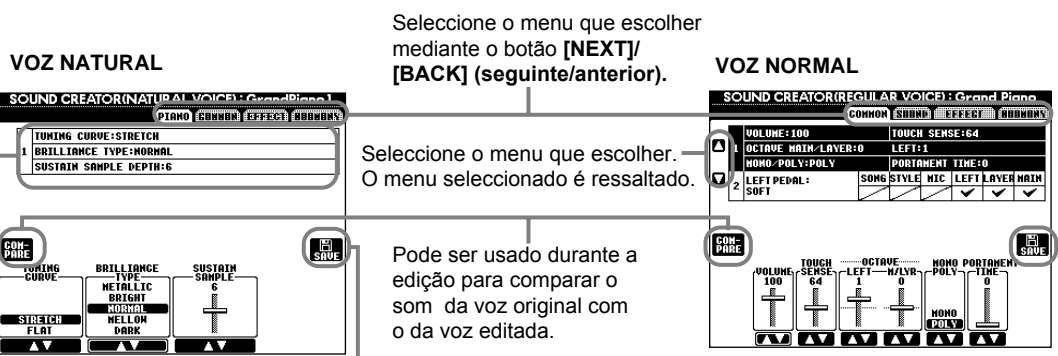 Seleccione o menu que escolher
mediante o botão [NEXT]/
[BACK] (seguinte/anterior).
VOZ NATURAL
SOUND CREATOR(NATURAL VOICE) : GrandPiano1
PIANO COMMON EFFECT HARMONY
TUNING CURVE:STRETCH
1 BRILLIANCE TYPE:NORMAL
SUSTAIN SAMPLE DEPTH:6
COM-
PARE
SAVE
TUNING
CURVE
STRETCH
FLAT
BRILLIANCE
TYPE
METALLIC
BRIGHT
NORMAL
MELLOW
DARK
SUSTAIN
SAMPLE
6
Seleccione o menu que escolher.
O menu seleccionado é ressaltado.
Pode ser usado durante a
edição para comparar o
som da voz original com
o da voz editada.
VOZ NORMAL
SOUND CREATOR(REGULAR VOICE) : Grand Piano
COMMON SOUND EFFECT HARMONY
VOLUME:100 TOUCH SENSE:64
1 OCTAVE MAIN/LAYER:0 LEFT:1
MONO/POLY:POLY PORTAMENT TIME:0
2 LEFT PEDAL: SONG STYLE MIC LEFT LAYER MAIN
SOFT
COM-
PARE
SAVE
TOUCH OCTAVE MONO PORTAMENT
VOLUME SENSE LEFT M/LYR POLY TIME
100 64 1 0 0
MONO
POLY